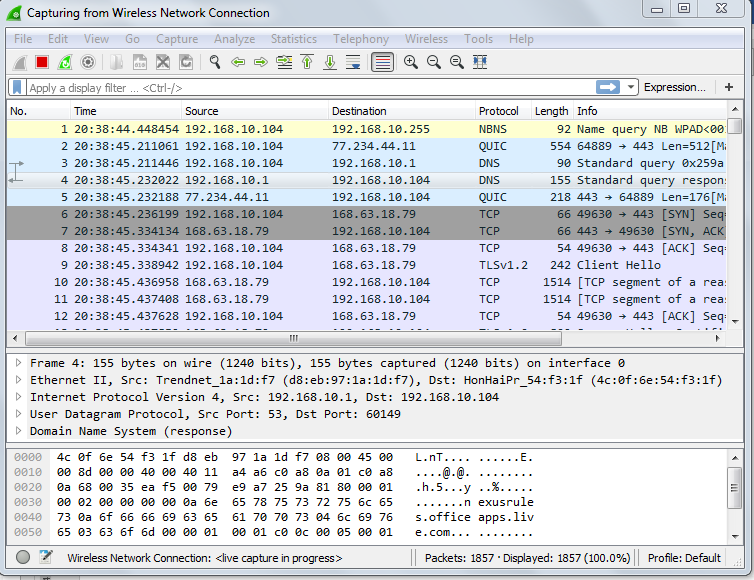 Capturing from Wireless Network Connection
File Edit View Go Capture Analyze Statistics Telephony Wireless Tools Help
Apply a display filter ... <Ctrl-/> Expression... +
No. Time Source Destination Protocol Length Info
1 20:38:44.448454 192.168.10.104 192.168.10.255 NBNS 92 Name query NB WPAD<00:
2 20:38:45.211061 192.168.10.104 77.234.44.11 QUIC 554 64889 → 443 Len=512[Ma
3 20:38:45.211446 192.168.10.104 192.168.10.1 DNS 90 Standard query 0x259a
4 20:38:45.232022 192.168.10.1 192.168.10.104 DNS 155 Standard query respon
5 20:38:45.232188 77.234.44.11 192.168.10.104 QUIC 218 443 → 64889 Len=176[Ma
6 20:38:45.236199 192.168.10.104 168.63.18.79 TCP 66 49630 → 443 [SYN] Seq=
7 20:38:45.334134 168.63.18.79 192.168.10.104 TCP 66 443 → 49630 [SYN, ACK
8 20:38:45.334341 192.168.10.104 168.63.18.79 TCP 54 49630 → 443 [ACK] Seq=
9 20:38:45.338942 192.168.10.104 168.63.18.79 TLSv1.2 242 Client Hello
10 20:38:45.436958 168.63.18.79 192.168.10.104 TCP 1514 [TCP segment of a rea
11 20:38:45.437408 168.63.18.79 192.168.10.104 TCP 1514 [TCP segment of a rea
12 20:38:45.437628 192.168.10.104 168.63.18.79 TCP 54 49630 → 443 [ACK] Seq=
Frame 4: 155 bytes on wire (1240 bits), 155 bytes captured (1240 bits) on interface 0
Ethernet II, Src: Trendnet_1a:1d:f7 (d8:eb:97:1a:1d:f7), Dst: HonHaiPr_54:f3:1f (4c:0f:6e:54:f3:1f)
Internet Protocol Version 4, Src: 192.168.10.1, Dst: 192.168.10.104
User Datagram Protocol, Src Port: 53, Dst Port: 60149
Domain Name System (response)
0000 4c 0f 6e 54 f3 1f d8 eb 97 1a 1d f7 08 00 45 00 L.nT.... ......E.
0010 00 8d 00 00 40 00 40 11 a4 a6 c0 a8 0a 01 c0 a8 ....@.@. ........
0020 0a 68 00 35 ea f5 00 79 e9 a7 25 9a 81 80 00 01 .h.5...y ..%.....
0030 00 02 00 00 00 00 0a 6e 65 78 75 73 72 75 6c 65 .......n exusrule
0040 73 0a 6f 66 66 69 63 65 61 70 70 73 04 6c 69 76 s.office apps.liv
0050 65 03 63 6f 6d 00 00 01 00 01 c0 0c 00 05 00 01 e.com... ........
Wireless Network Connection: <live capture in progress> Packets: 1857 · Displayed: 1857 (100.0%) Profile: Default